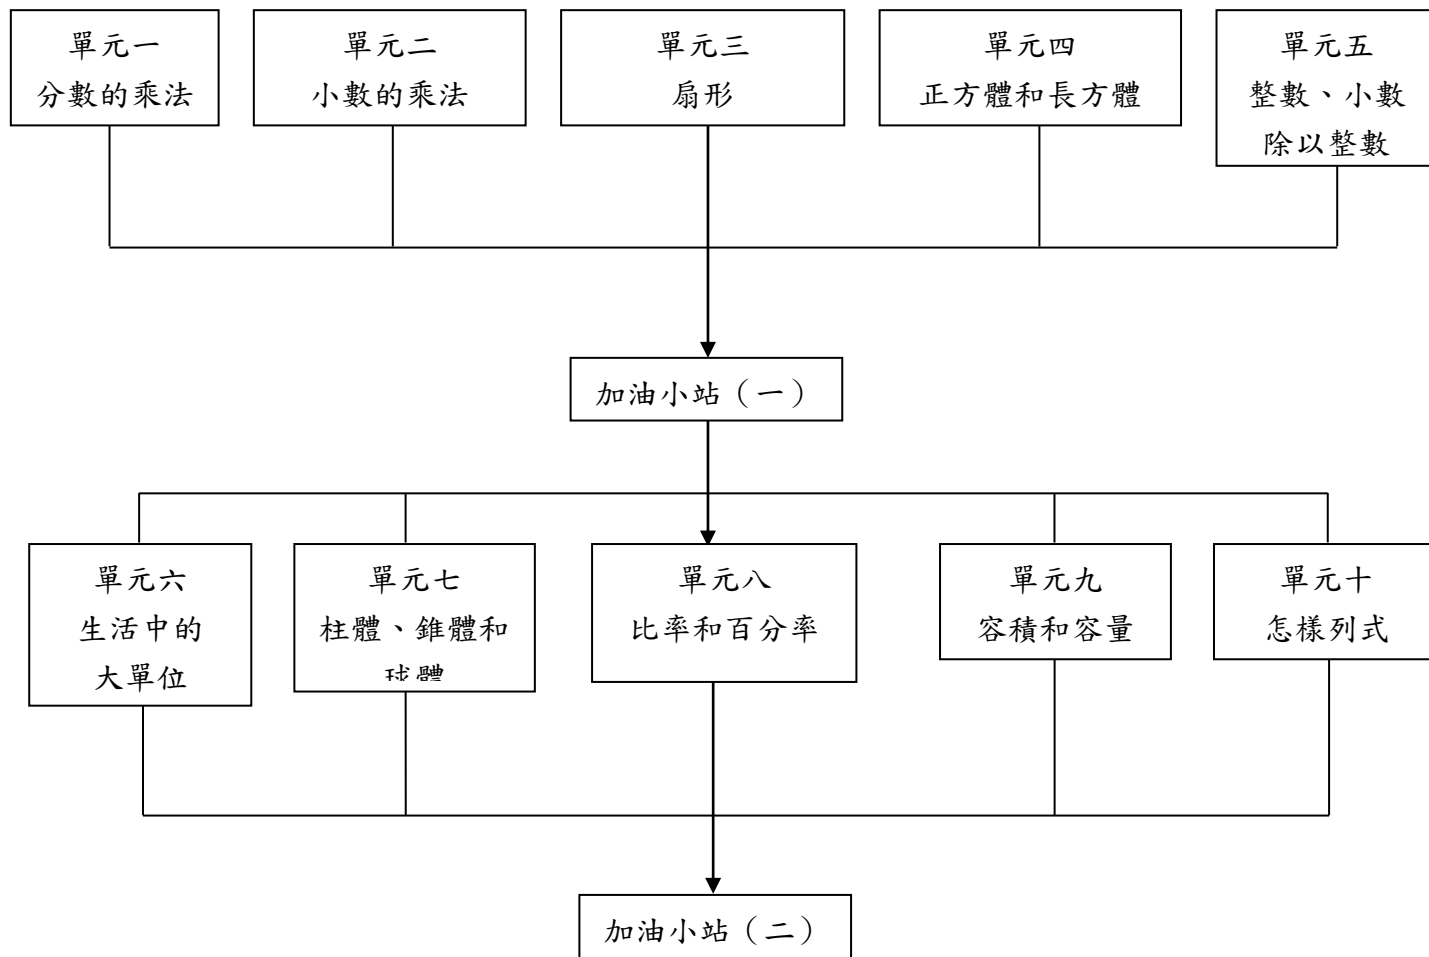 單元一
分數的乘法
單元二
小數的乘法
單元三
扇形
單元四
正方體和長方體
單元五
整數、小數
除以整數
加油小站（一）
單元六
生活中的
大單位
單元七
柱體、錐體和
球體
單元八
比率和百分率
單元九
容積和容量
單元十
怎樣列式
加油小站（二）